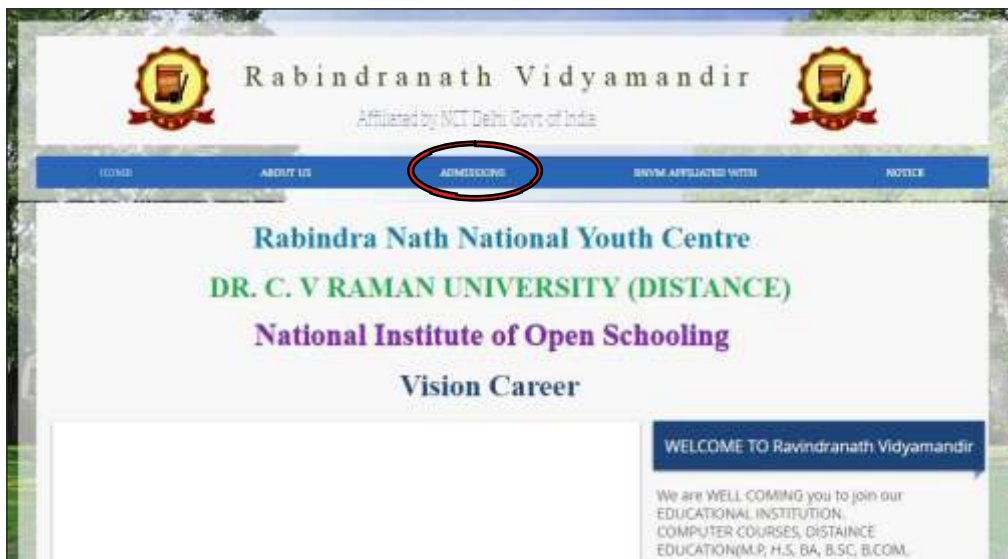 Rabindranath Vidyamandir
Affiliated by NCT Delhi Govt of India
HOME ABOUT US ADMISSIONS RNVM AFFILIATED WITH NOTICE
Rabindra Nath National Youth Centre
DR. C. V RAMAN UNIVERSITY (DISTANCE)
National Institute of Open Schooling
Vision Career
WELCOME TO Ravindranath Vidyamandir
We are WELL COMING you to join our
EDUCATIONAL INSTITUTION.
COMPUTER COURSES, DISTAINCE
EDUCATION(M.P, H.S, BA, B.SC, B.COM,